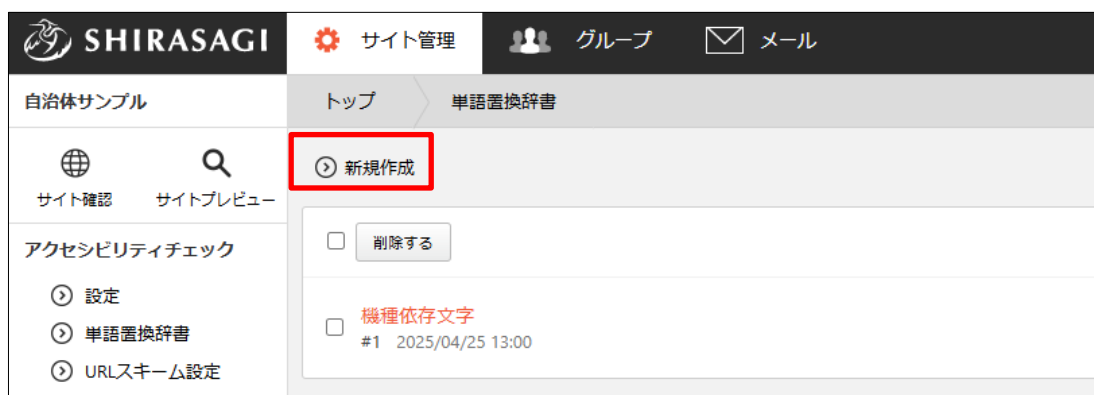 SHIRASAGI
サイト管理
グループ
メール
自治体サンプル
トップ
単語置換辞書
サイト確認
サイトプレビュー
新規作成
アクセシビリティチェック
設定
単語置換辞書
URLスキーム設定
削除する
機種依存文字
#1 2025/04/25 13:00